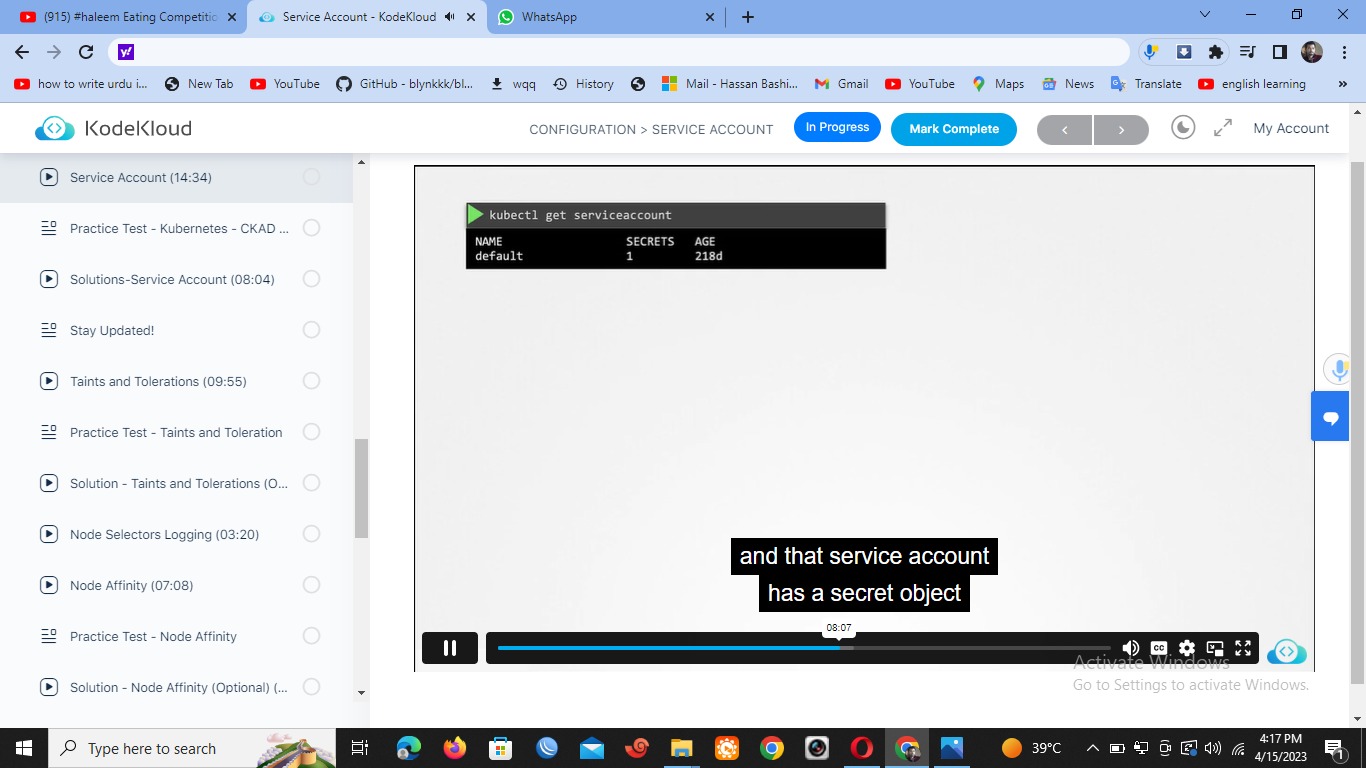 (915) #haleem Eating Competitio
Service Account - KodeKloud
WhatsApp
how to write urdu i...
New Tab
YouTube
GitHub - blynkkk/bl...
wqq
History
Mail - Hassan Bashi...
Gmail
YouTube
Maps
News
Translate
english learning
»
KodeKloud
CONFIGURATION > SERVICE ACCOUNT
In Progress
Mark Complete
My Account
Service Account (14:34)
Practice Test - Kubernetes - CKAD ...
Solutions-Service Account (08:04)
Stay Updated!
Taints and Tolerations (09:55)
Practice Test - Taints and Toleration
Solution - Taints and Tolerations (O...
Node Selectors Logging (03:20)
Node Affinity (07:08)
Practice Test - Node Affinity
Solution - Node Affinity (Optional) (...
kubectl get serviceaccount
NAME SECRETS AGE
default 1 218d
and that service account
has a secret object
08:07
CC
Activate Windows
Go to Settings to activate Windows.
Type here to search
39°C
4:17 PM
4/15/2023
1